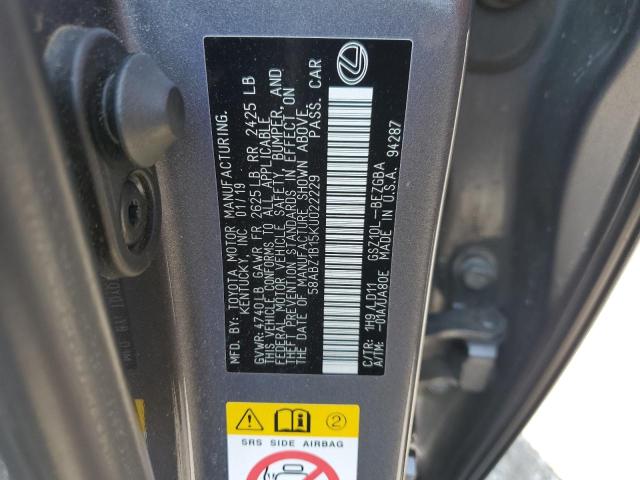 MFD. BY: TOYOTA MOTOR MANUFACTURING,
KENTUCKY, INC. 01/19
GVWR: 4740LB GAWR FR 2625LB RR 2425 LB
THIS VEHICLE CONFORMS TO ALL APPLICABLE
FEDERAL MOTOR VEHICLE SAFETY, BUMPER, AND
THEFT PREVENTION STANDARDS IN EFFECT ON
THE DATE OF MANUFACTURE SHOWN ABOVE.
58ABZ1B15KU022229 PASS. CAR
C/TR: 1H9/LD11 GSZ10L-BEZGBA
A/TM: -01A/UA80E MADE IN U.S.A. 94287
2
SRS SIDE AIRBAG